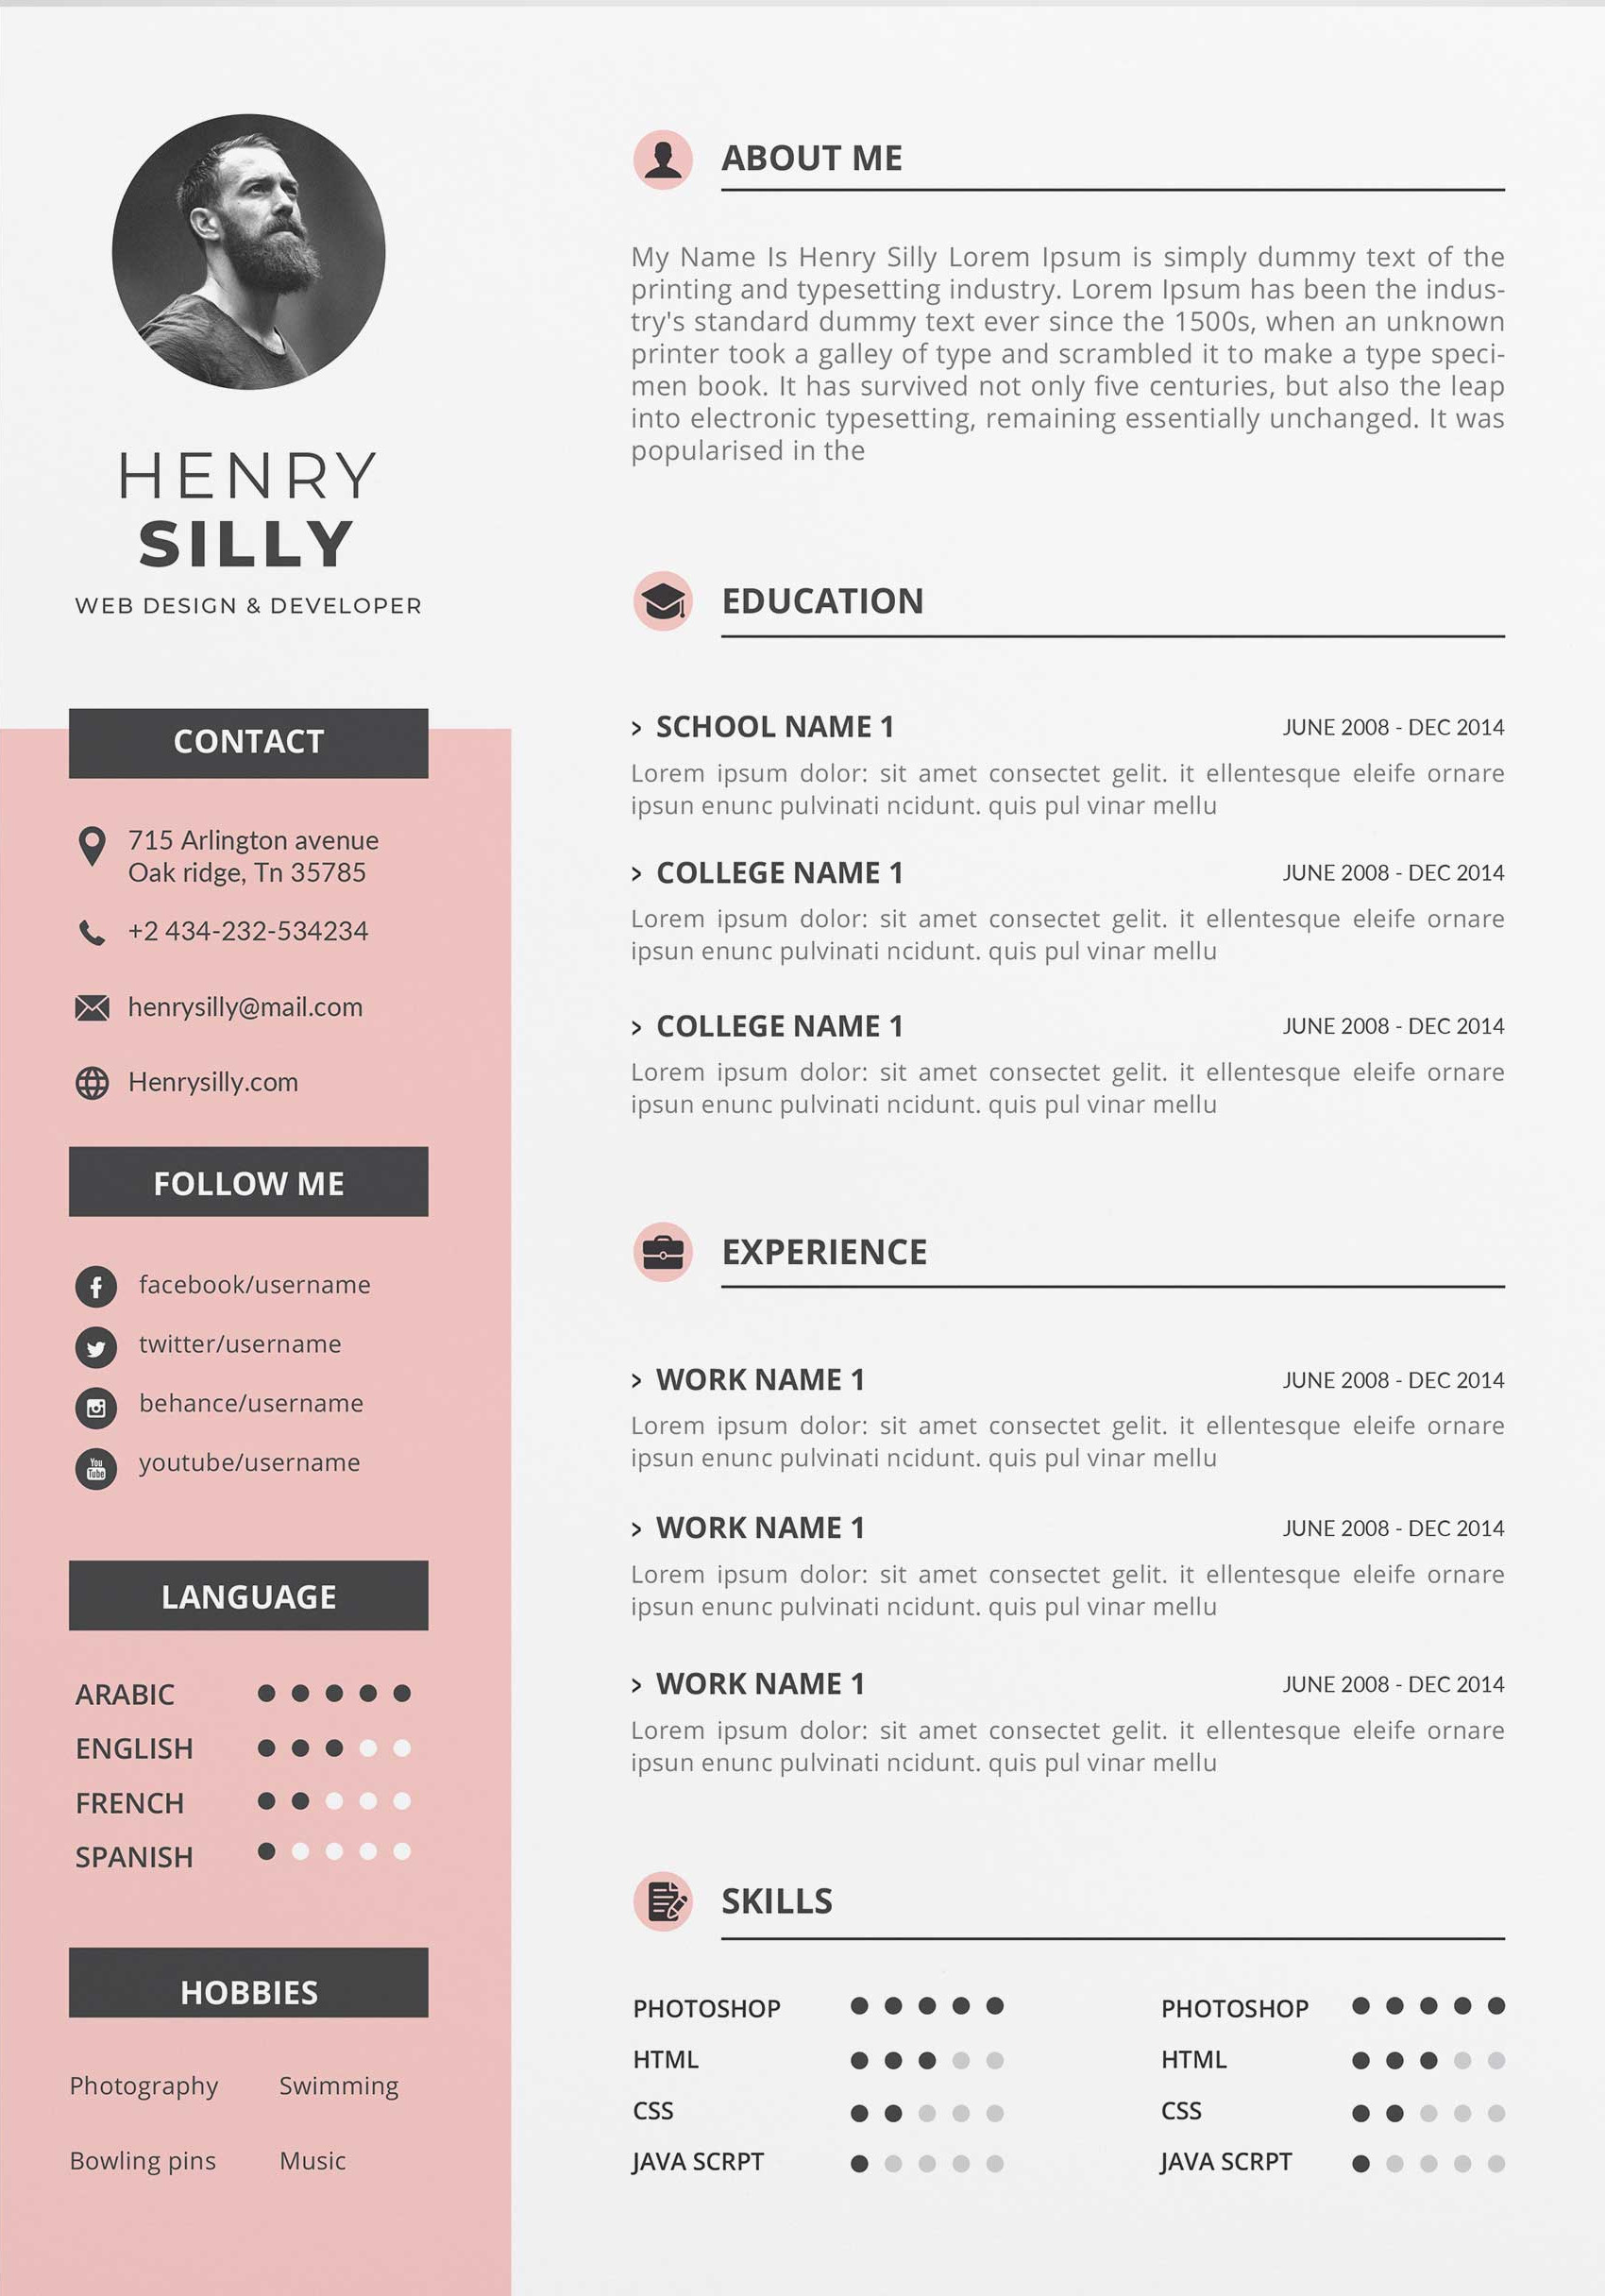 HENRY
SILLY
WEB DESIGN & DEVELOPER
CONTACT
715 Arlington avenue
Oak ridge, Tn 35785
+2 434-232-534234
henrysilly@mail.com
Henrysilly.com
FOLLOW ME
facebook/username
twitter/username
behance/username
You
Tube
youtube/username
LANGUAGE
ARABIC
ENGLISH
FRENCH
SPANISH
HOBBIES
Photography Swimming
Bowling pins Music
ABOUT ME
My Name Is Henry Silly Lorem Ipsum is simply dummy text of the
printing and typesetting industry. Lorem Ipsum has been the indus-
try's standard dummy text ever since the 1500s, when an unknown
printer took a galley of type and scrambled it to make a type speci-
men book. It has survived not only five centuries, but also the leap
into electronic typesetting, remaining essentially unchanged. It was
popularised in the
EDUCATION
> SCHOOL NAME 1 JUNE 2008 - DEC 2014
Lorem ipsum dolor: sit amet consectet gelit. it ellentesque eleife ornare
ipsun enunc pulvinati ncidunt. quis pul vinar mellu
> COLLEGE NAME 1 JUNE 2008 - DEC 2014
Lorem ipsum dolor: sit amet consectet gelit. it ellentesque eleife ornare
ipsun enunc pulvinati ncidunt. quis pul vinar mellu
> COLLEGE NAME 1 JUNE 2008 - DEC 2014
Lorem ipsum dolor: sit amet consectet gelit. it ellentesque eleife ornare
ipsun enunc pulvinati ncidunt. quis pul vinar mellu
EXPERIENCE
> WORK NAME 1 JUNE 2008 - DEC 2014
Lorem ipsum dolor: sit amet consectet gelit. it ellentesque eleife ornare
ipsun enunc pulvinati ncidunt. quis pul vinar mellu
> WORK NAME 1 JUNE 2008 - DEC 2014
Lorem ipsum dolor: sit amet consectet gelit. it ellentesque eleife ornare
ipsun enunc pulvinati ncidunt. quis pul vinar mellu
> WORK NAME 1 JUNE 2008 - DEC 2014
Lorem ipsum dolor: sit amet consectet gelit. it ellentesque eleife ornare
ipsun enunc pulvinati ncidunt. quis pul vinar mellu
SKILLS
PHOTOSHOP PHOTOSHOP
HTML HTML
CSS CSS
JAVA SCRPT JAVA SCRPT